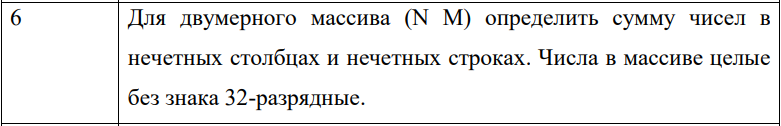 6
Для двумерного массива (N M) определить сумму чисел в
нечетных столбцах и нечетных строках. Числа в массиве целые
без знака 32-разрядные.